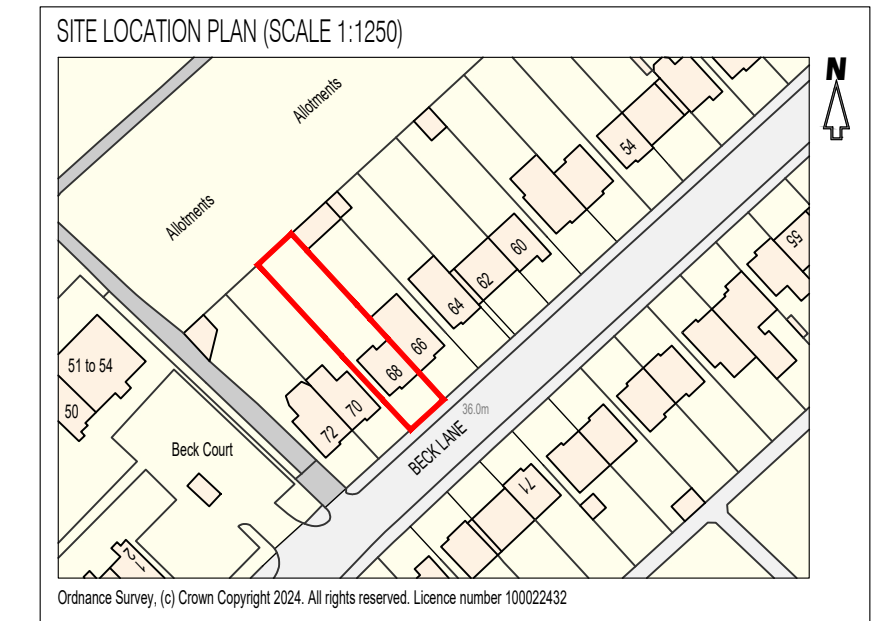 SITE LOCATION PLAN (SCALE 1:1250)
N
Allotments
Allotments
54
60
62
64
66
68
70
72
55
51 to 54
50
36.0m
BECK LANE
Beck Court
71
1 - 2
Ordnance Survey, (c) Crown Copyright 2024. All rights reserved. Licence number 100022432